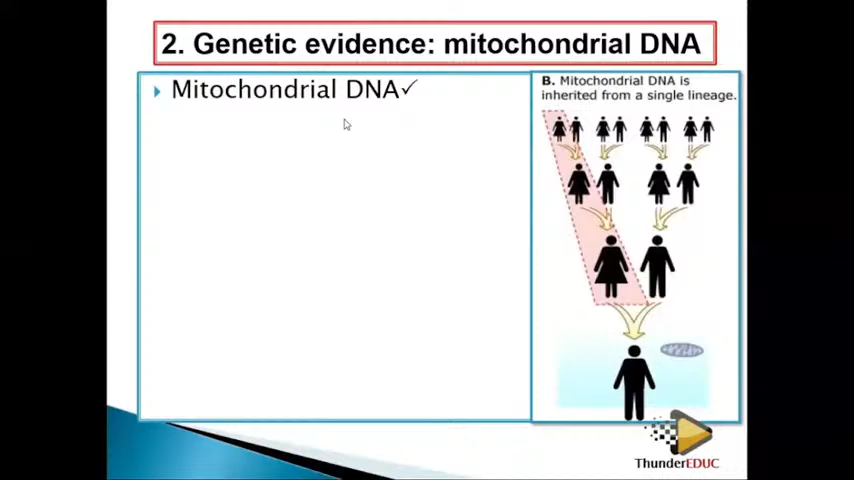 2. Genetic evidence: mitochondrial DNA
Mitochondrial DNA✓
B. Mitochondrial DNA is
inherited from a single lineage.
ThunderEDUC